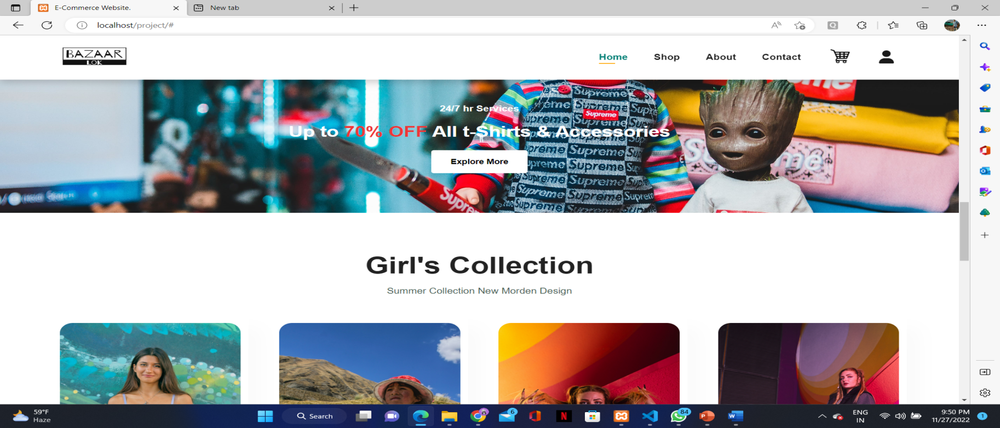 E-Commerce Website.
New tab
localhost/project/#
BAZAAR
LOK
Home
Shop
About
Contact
24/7 hr Services
Up to 70% OFF All t-Shirts & Accessories
Explore More
Supreme
Girl's Collection
Summer Collection New Morden Design
59°F
Haze
Search
6
84
ENG
IN
9:50 PM
11/27/2022
1